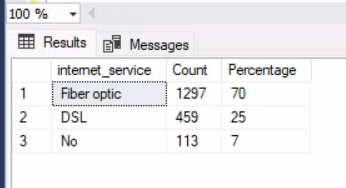 100 %
Results Messages
internet_service Count Percentage
1 Fiber optic 1297 70
2 DSL 459 25
3 No 113 7